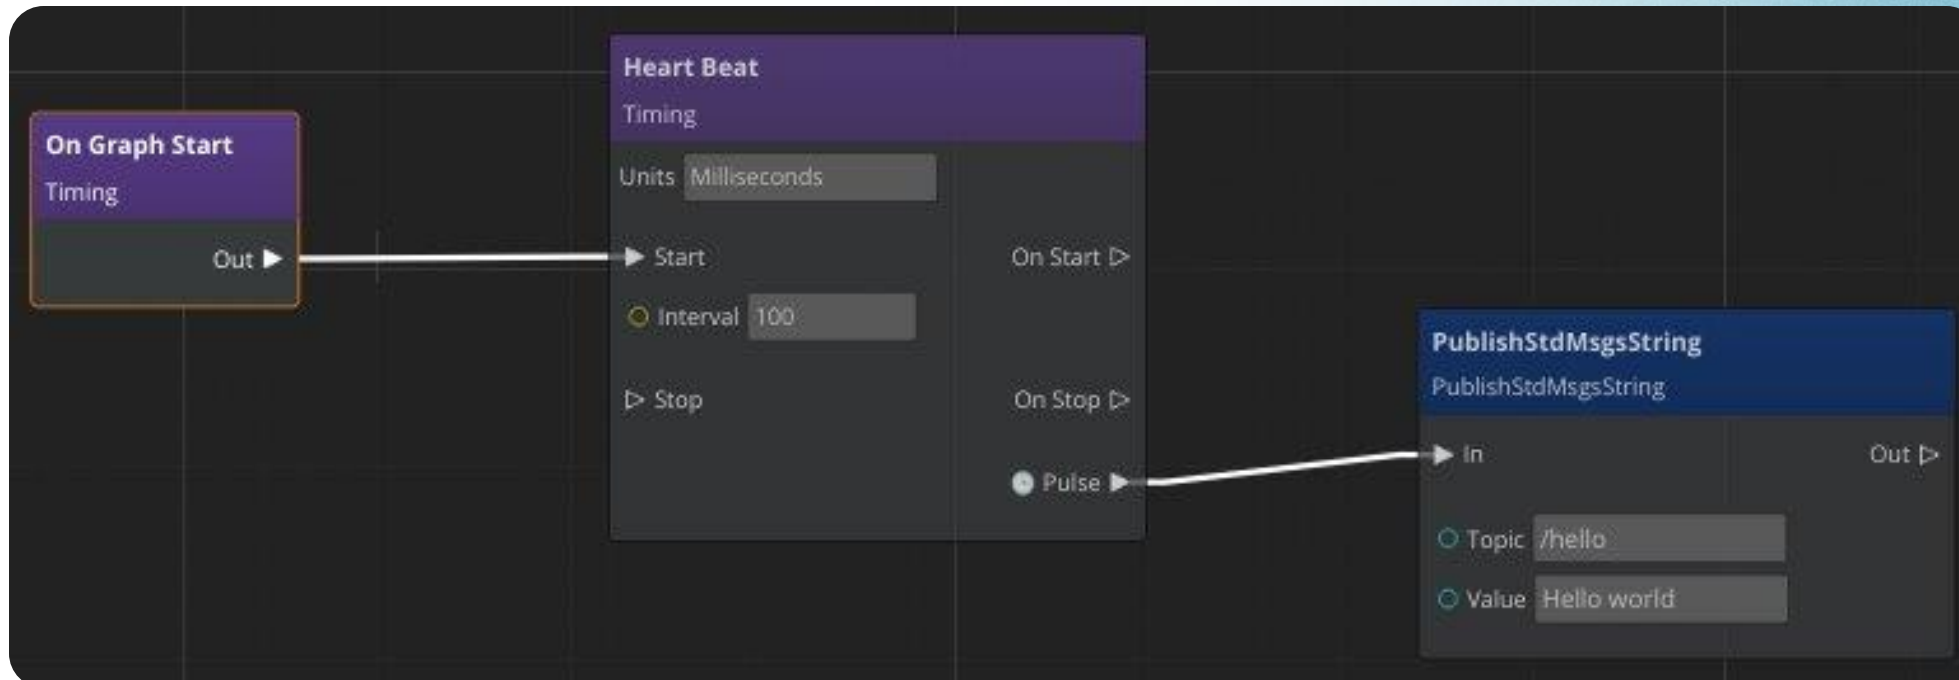 On Graph Start
Timing
Out
Heart Beat
Timing
Units Milliseconds
Start On Start
Interval 100
Stop On Stop
Pulse
PublishStdMsgsString
PublishStdMsgsString
In Out
Topic /hello
Value Hello world